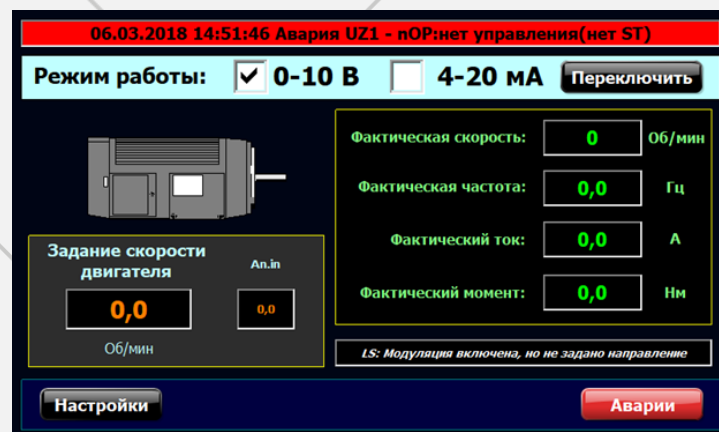 06.03.2018 14:51:46 Авария UZ1 - nOP:нет управления(нет ST)
Режим работы: 0-10 В 4-20 мА Переключить
Фактическая скорость: 0 Об/мин
Фактическая частота: 0,0 Гц
Фактический ток: 0,0 А
Фактический момент: 0,0 Нм
Задание скорости
двигателя
An.in
0,0 0,0
Об/мин
LS: Модуляция включена, но не задано направление
Настройки Аварии